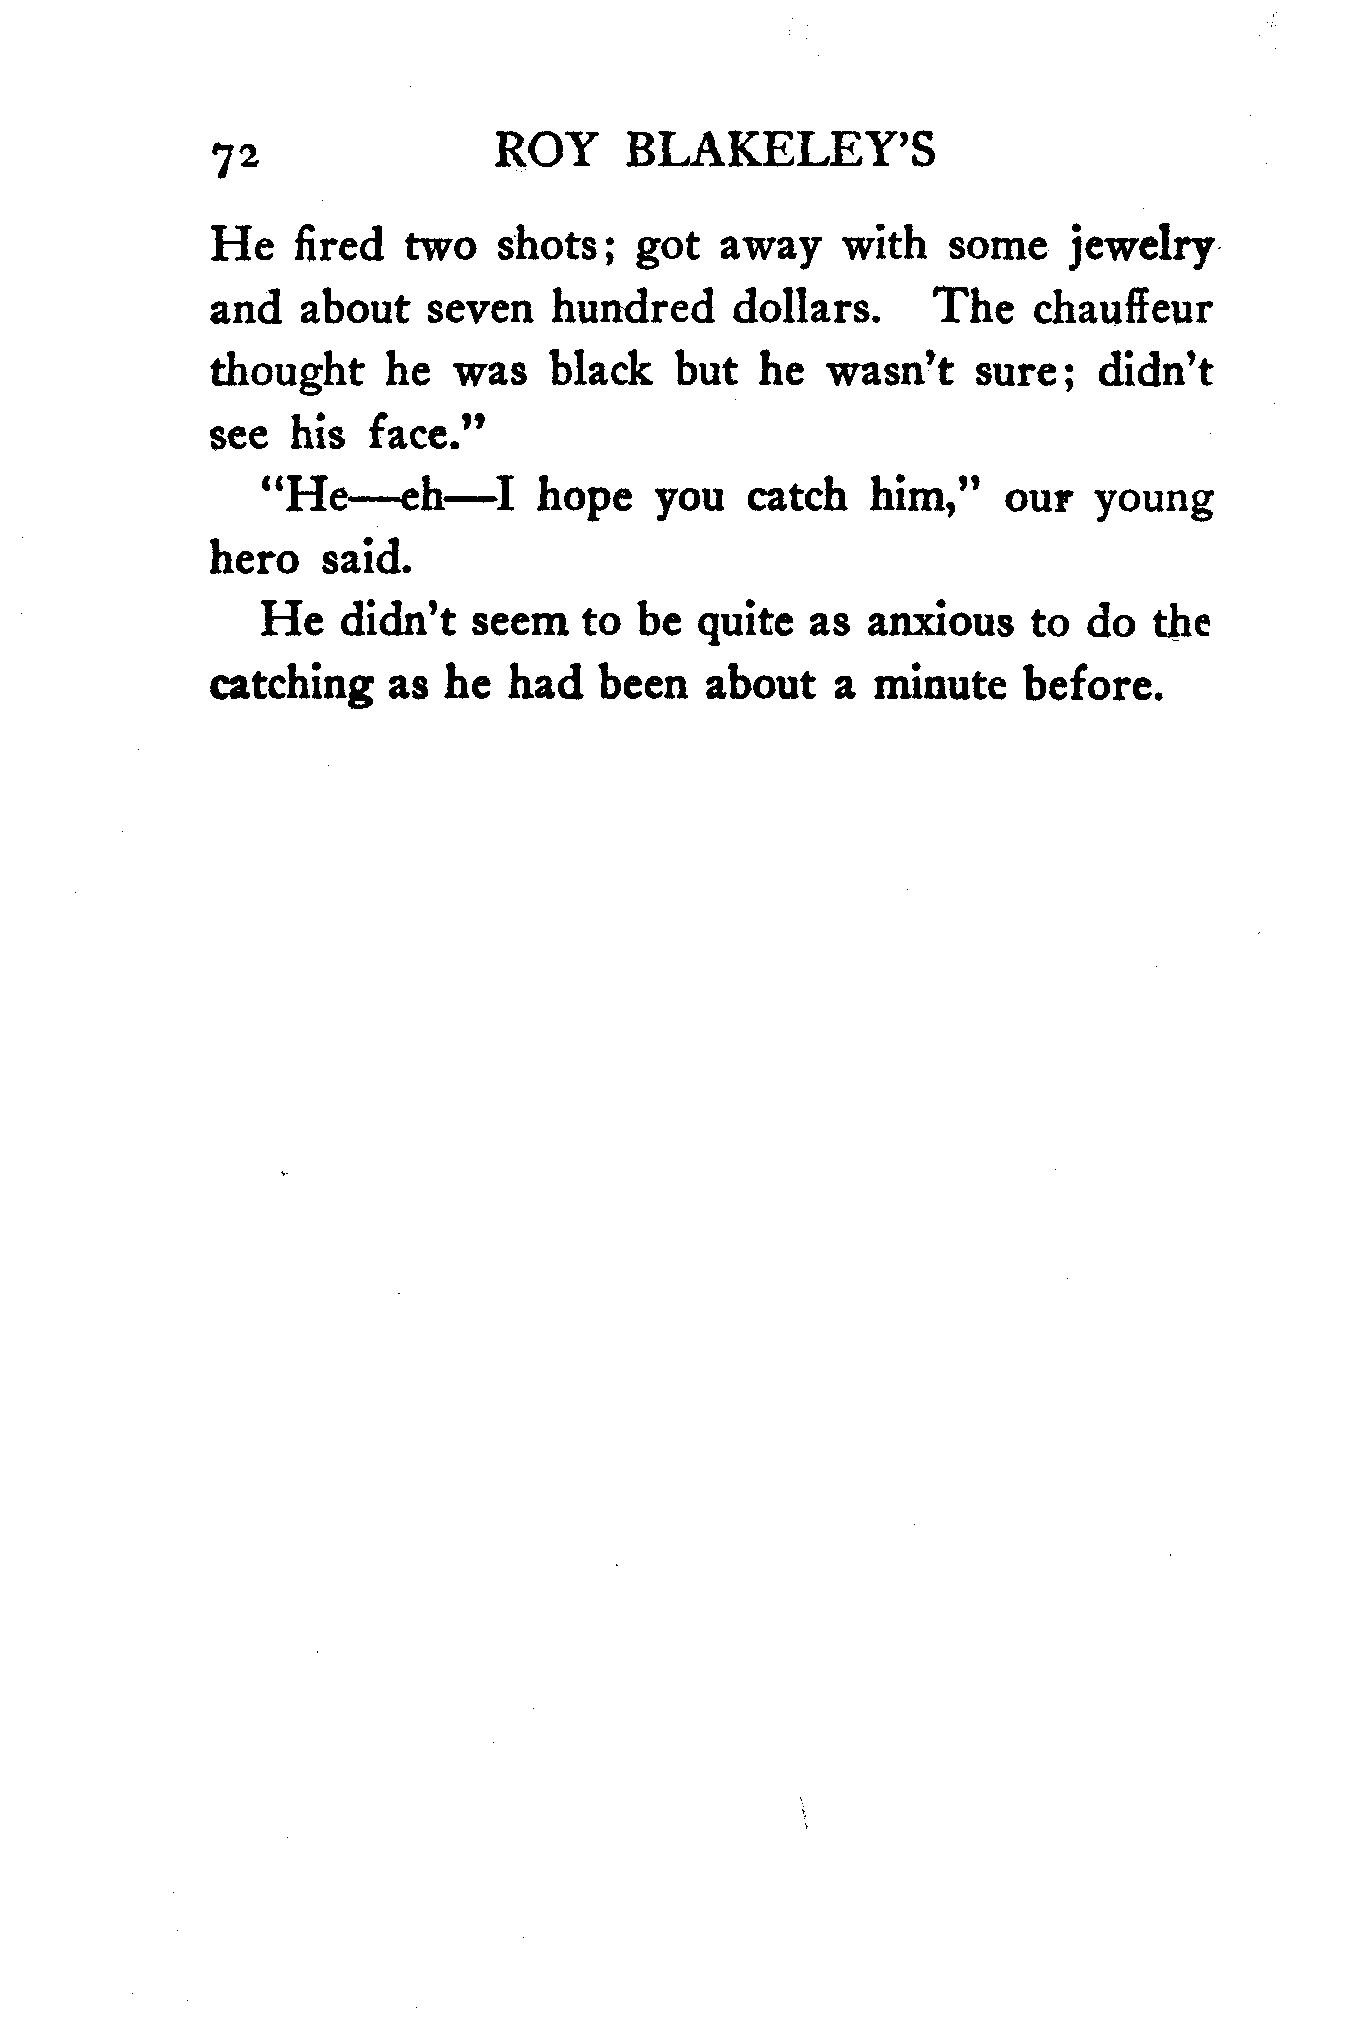 72 ROY BLAKELEY'S
He fired two shots; got away with some jewelry
and about seven hundred dollars. The chauffeur
thought he was black but he wasn't sure; didn't
see his face."
"He—eh—I hope you catch him," our young
hero said.
He didn't seem to be quite as anxious to do the
catching as he had been about a minute before.